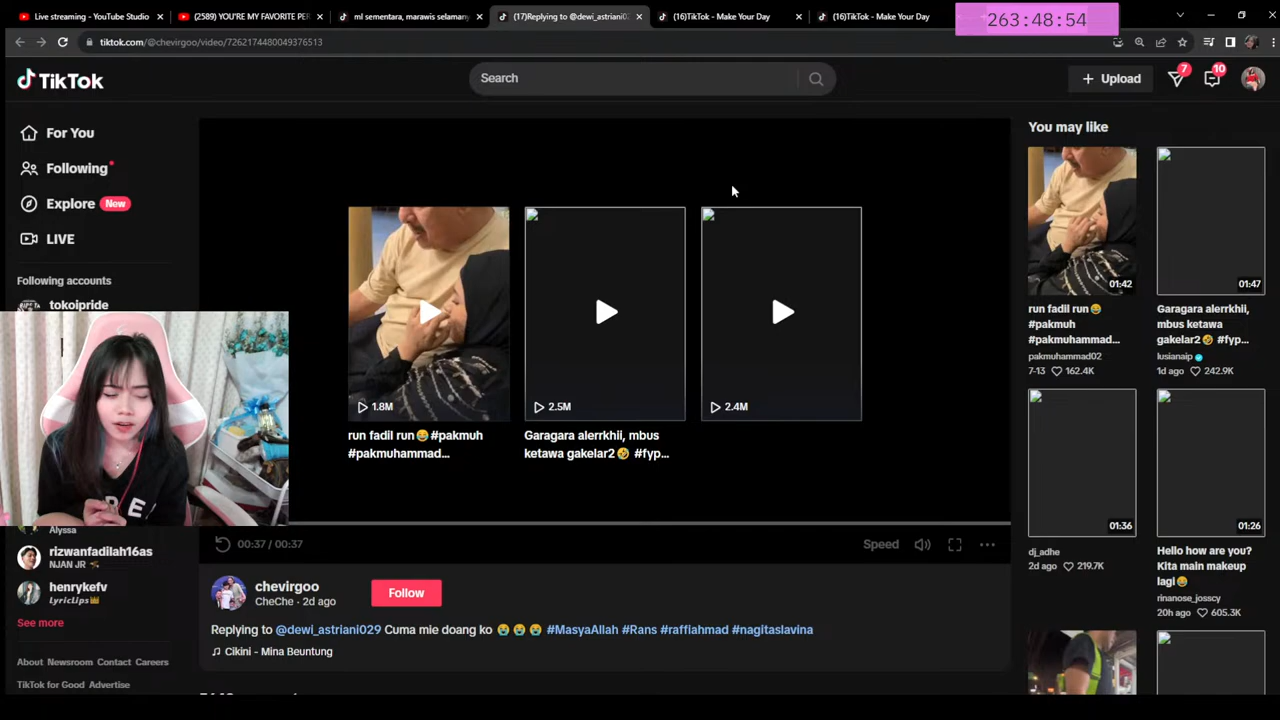 Live streaming - YouTube Studio
(2589) YOU'RE MY FAVORITE PE
ml sementara, marawis selaman
(17)Replying to @dewi_astriani02
(16)TikTok - Make Your Day
(16)TikTok - Make Your Day
263:48:54
tiktok.com/@chevirgoo/video/7262174480049376513
TikTok
Search
Upload
7
10
For You
Following
Explore New
LIVE
Following accounts
tokoipride
Alyssa
rizwanfadilah16as
NJAN JR
henrykefv
LyricLips👑
See more
About Newsroom Contact Careers
TikTok for Good Advertise
1.8M
run fadil run😂#pakmuh
#pakmuhammad...
2.5M
Garagara alerrkhii, mbus
ketawa gakelar2🤣 #fyp...
2.4M
00:37 / 00:37
Speed
chevirgoo
CheChe · 2d ago
Follow
Replying to @dewi_astriani029 Cuma mie doang ko 😭😭😭 #MasyaAllah #Rans #raffiahmad #nagitaslavina
♫ Cikini - Mina Beuntung
You may like
01:42
run fadil run😂
#pakmuh
#pakmuhammad...
pakmuhammad02
7-13 162.4K
01:47
Garagara alerrkhii,
mbus ketawa
gakelar2🤣 #fyp...
lusianaip
1d ago 242.9K
01:36
dj_adhe
2d ago 219.7K
01:26
Hello how are you?
Kita main makeup
lagi😂
rinanose_josscy
20h ago 605.3K